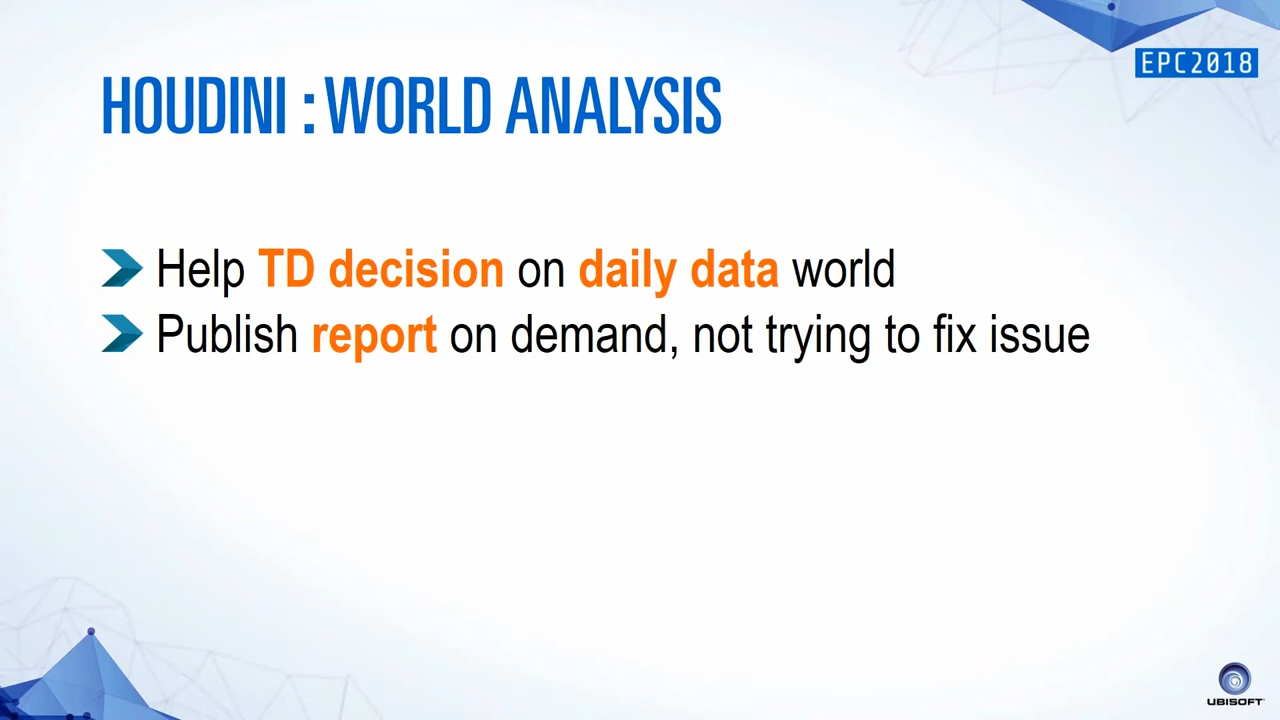 EPC2018
HOUDINI : WORLD ANALYSIS
Help TD decision on daily data world
Publish report on demand, not trying to fix issue
UBISOFT